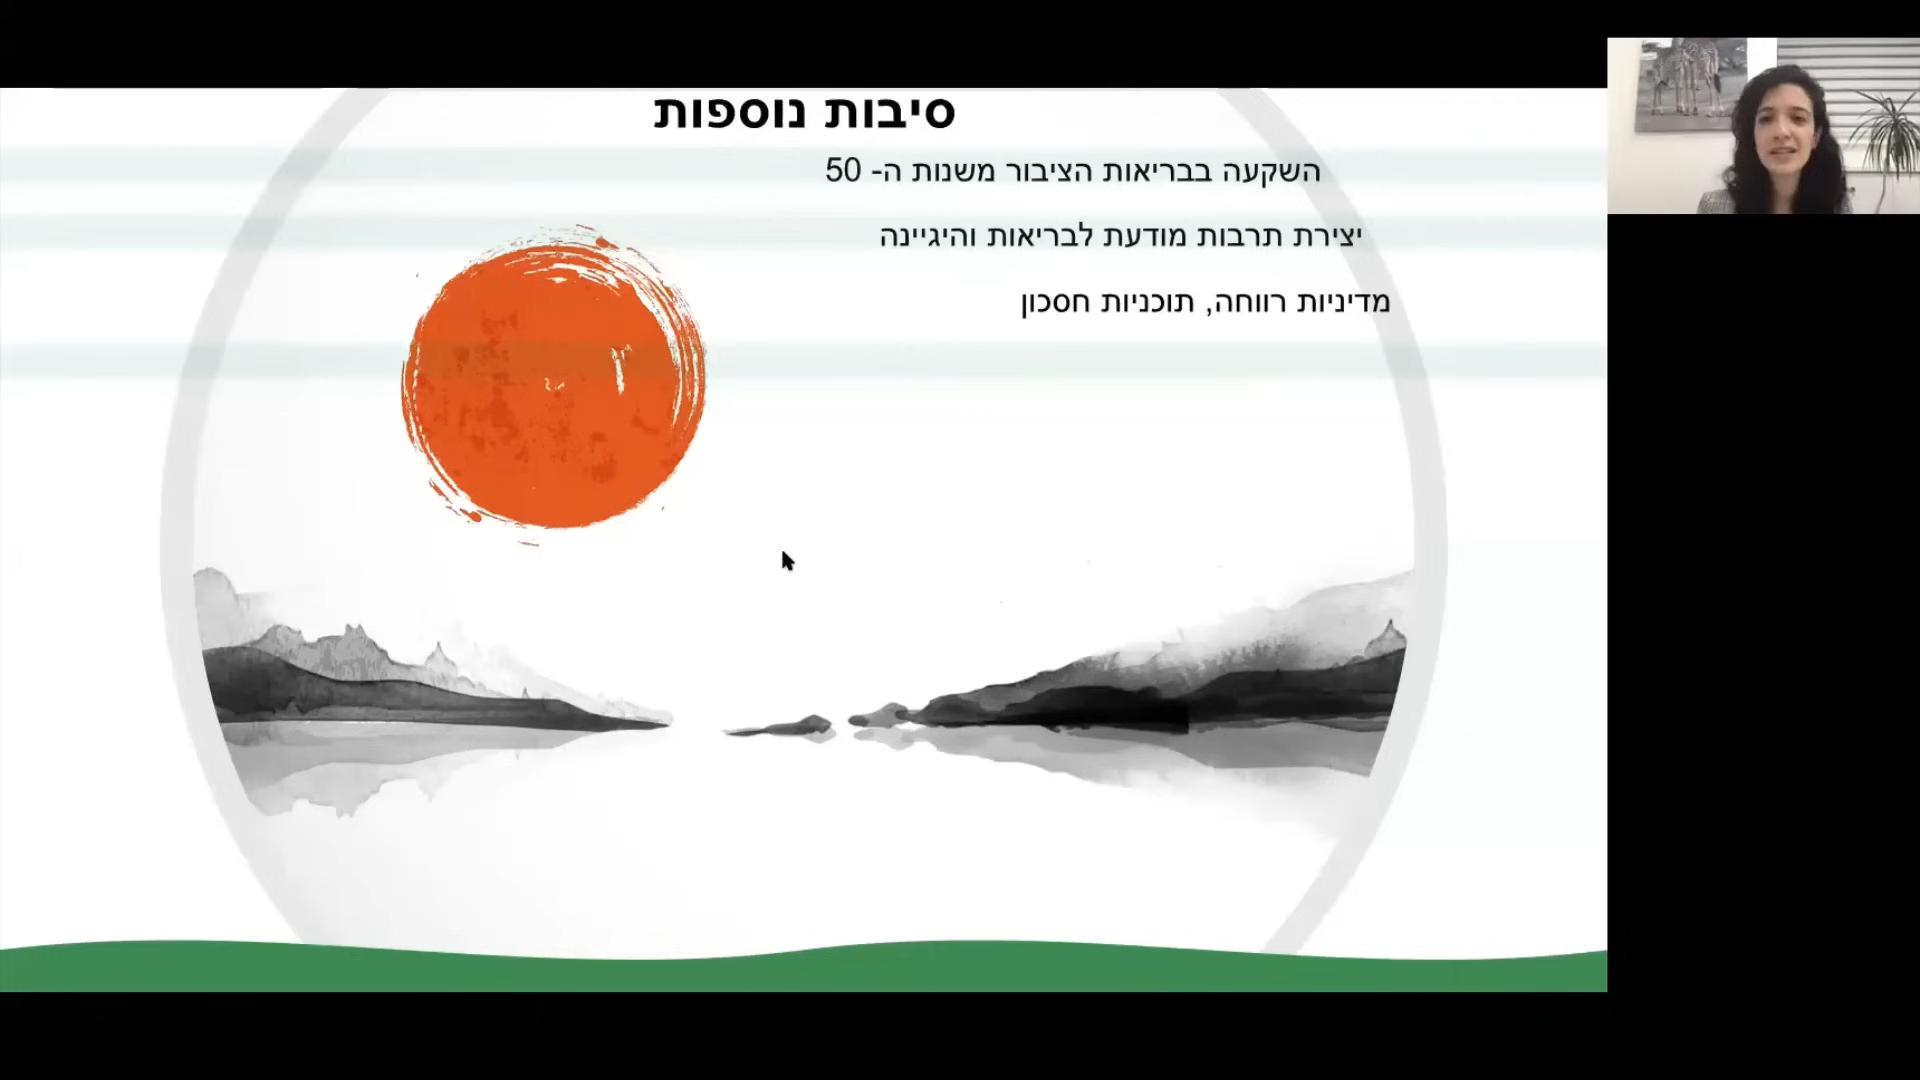 סיבות נוספות
השקעה בבריאות הציבור משנות ה- 50
יצירת תרבות מודעת לבריאות והיגיינה
מדיניות רווחה, תוכניות חסכון